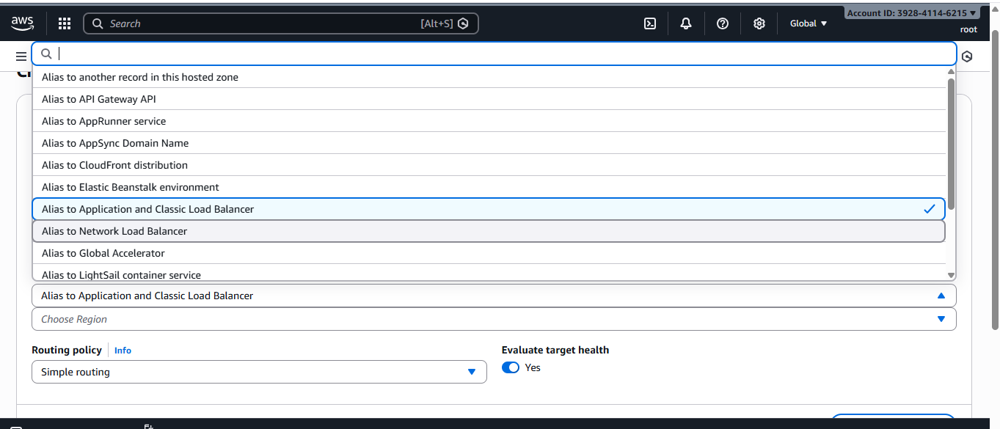 aws
Search
[Alt+S]
Global
Account ID: 3928-4114-6215
root
Alias to another record in this hosted zone
Alias to API Gateway API
Alias to AppRunner service
Alias to AppSync Domain Name
Alias to CloudFront distribution
Alias to Elastic Beanstalk environment
Alias to Application and Classic Load Balancer
Alias to Network Load Balancer
Alias to Global Accelerator
Alias to LightSail container service
Alias to Application and Classic Load Balancer
Choose Region
Routing policy
Info
Simple routing
Evaluate target health
Yes